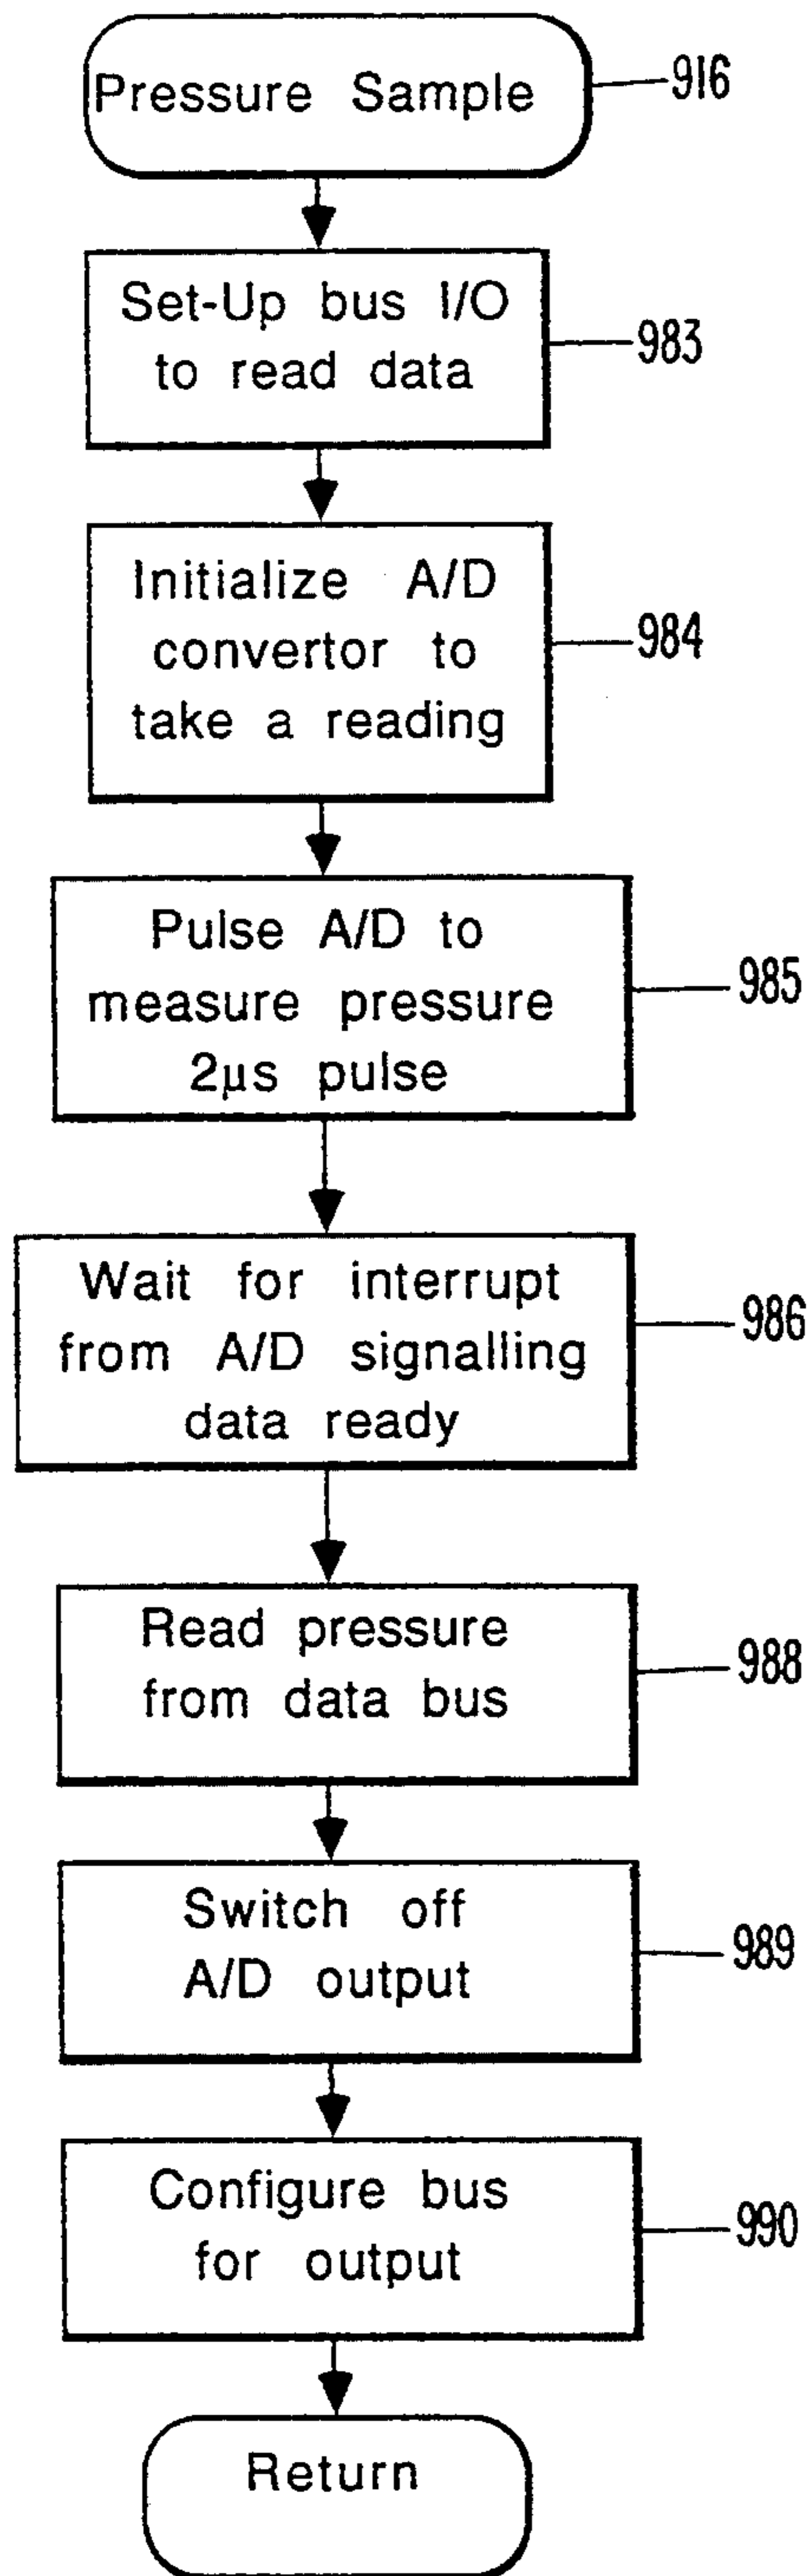 Pressure Sample
916
Set-Up bus I/O
to read data
983
Initialize A/D
convertor to
take a reading
984
Pulse A/D to
measure pressure
2µs pulse
985
Wait for interrupt
from A/D signalling
data ready
986
Read pressure
from data bus
988
Switch off
A/D output
989
Configure bus
for output
990
Return